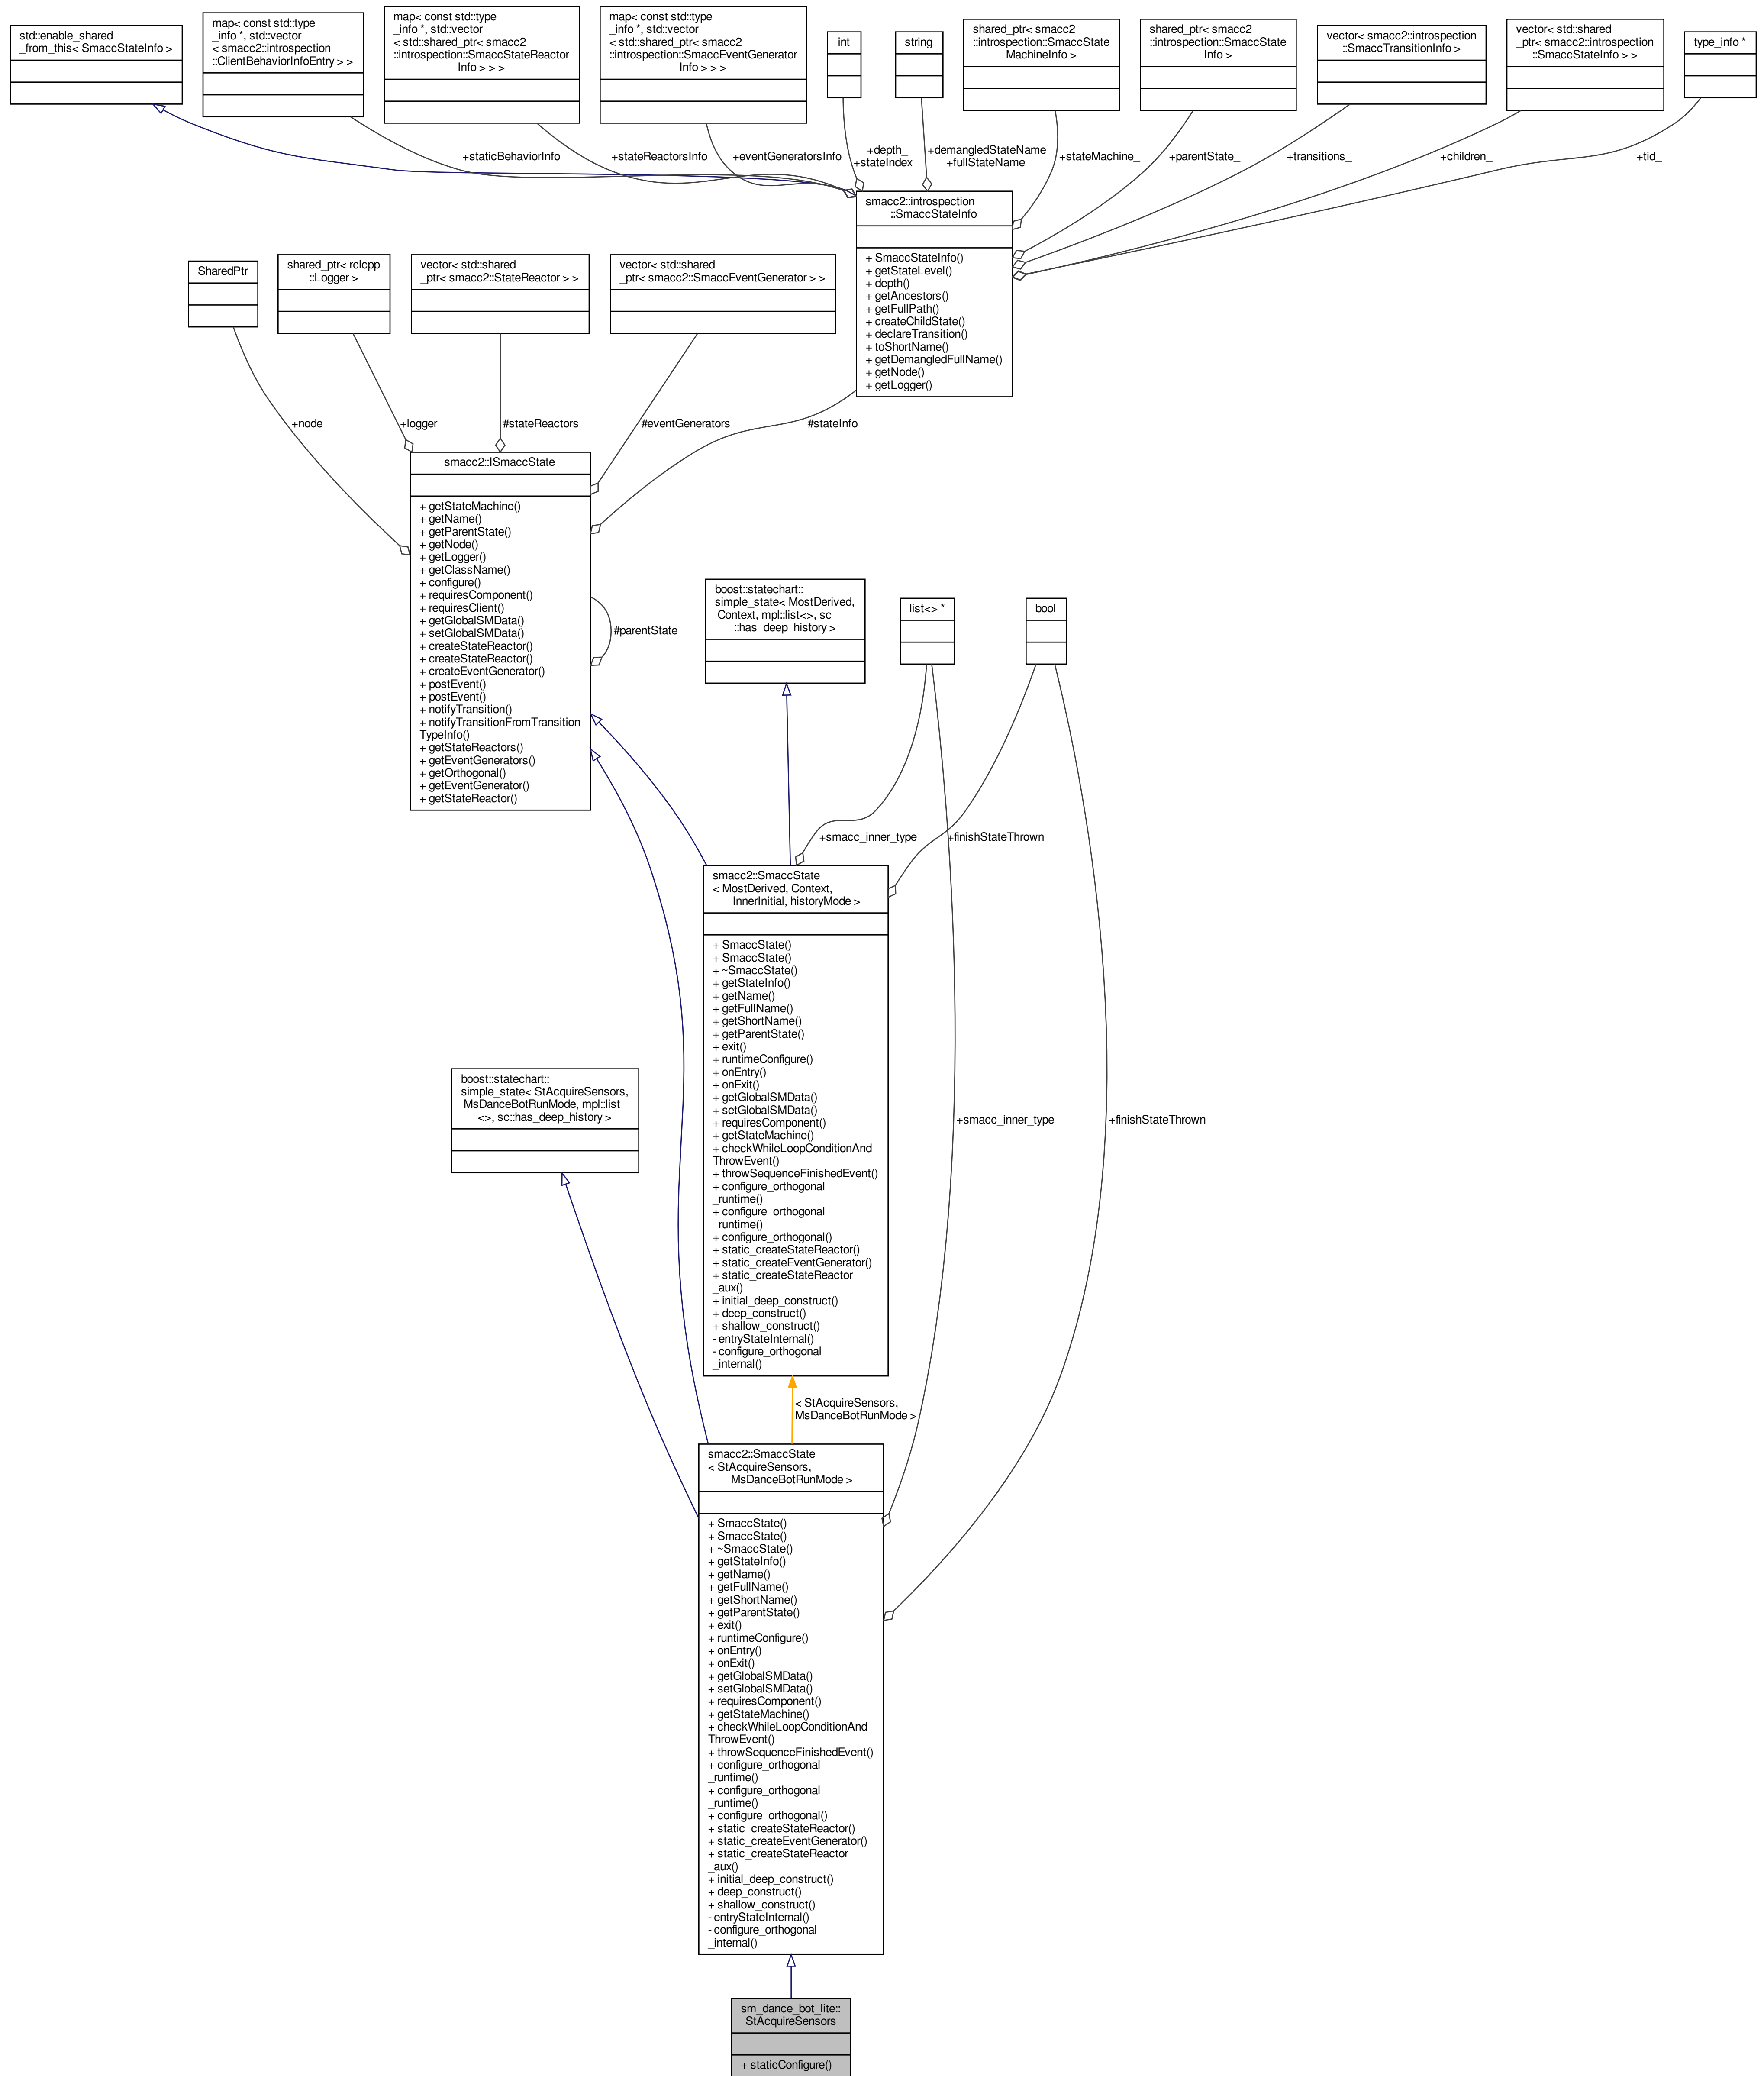 std::enable_shared
_from_this< SmaccStateInfo >
map< const std::type
_info *, std::vector
< smacc2::introspection
::ClientBehaviorInfoEntry > >
map< const std::type
_info *, std::vector
< std::shared_ptr< smacc2
::introspection::SmaccStateReactor
Info > > >
map< const std::type
_info *, std::vector
< std::shared_ptr< smacc2
::introspection::SmaccEventGenerator
Info > > >
int
string
shared_ptr< smacc2
::introspection::SmaccState
MachineInfo >
shared_ptr< smacc2
::introspection::SmaccState
Info >
vector< smacc2::introspection
::SmaccTransitionInfo >
vector< std::shared
_ptr< smacc2::introspection
::SmaccStateInfo > >
type_info *
+staticBehaviorInfo
+stateReactorsInfo
+eventGeneratorsInfo
+depth_
+stateIndex_
+demangledStateName
+fullStateName
+stateMachine_
+parentState_
+transitions_
+children_
+tid_
smacc2::introspection
::SmaccStateInfo
+ SmaccStateInfo()
+ getStateLevel()
+ depth()
+ getAncestors()
+ getFullPath()
+ createChildState()
+ declareTransition()
+ toShortName()
+ getDemangledFullName()
+ getNode()
+ getLogger()
SharedPtr
shared_ptr< rclcpp
::Logger >
vector< std::shared
_ptr< smacc2::StateReactor > >
vector< std::shared
_ptr< smacc2::SmaccEventGenerator > >
+node_
+logger_
#stateReactors_
#eventGenerators_
#stateInfo_
smacc2::ISmaccState
+ getStateMachine()
+ getName()
+ getParentState()
+ getNode()
+ getLogger()
+ getClassName()
+ configure()
+ requiresComponent()
+ requiresClient()
+ getGlobalSMData()
+ setGlobalSMData()
+ createStateReactor()
+ createStateReactor()
+ createEventGenerator()
+ postEvent()
+ postEvent()
+ notifyTransition()
+ notifyTransitionFromTransition
TypeInfo()
+ getStateReactors()
+ getEventGenerators()
+ getOrthogonal()
+ getEventGenerator()
+ getStateReactor()
#parentState_
boost::statechart::
simple_state< MostDerived,
Context, mpl::list<>, sc
::has_deep_history >
list<> *
bool
+smacc_inner_type
+finishStateThrown
smacc2::SmaccState
< MostDerived, Context,
InnerInitial, historyMode >
+ SmaccState()
+ SmaccState()
+ ~SmaccState()
+ getStateInfo()
+ getName()
+ getFullName()
+ getShortName()
+ getParentState()
+ exit()
+ runtimeConfigure()
+ onEntry()
+ onExit()
+ getGlobalSMData()
+ setGlobalSMData()
+ requiresComponent()
+ getStateMachine()
+ checkWhileLoopConditionAnd
ThrowEvent()
+ throwSequenceFinishedEvent()
+ configure_orthogonal
_runtime()
+ configure_orthogonal
_runtime()
+ configure_orthogonal()
+ static_createStateReactor()
+ static_createEventGenerator()
+ static_createStateReactor
_aux()
+ initial_deep_construct()
+ deep_construct()
+ shallow_construct()
- entryStateInternal()
- configure_orthogonal
_internal()
boost::statechart::
simple_state< StAcquireSensors,
MsDanceBotRunMode, mpl::list
<>, sc::has_deep_history >
+smacc_inner_type
+finishStateThrown
< StAcquireSensors,
MsDanceBotRunMode >
smacc2::SmaccState
< StAcquireSensors,
MsDanceBotRunMode >
+ SmaccState()
+ SmaccState()
+ ~SmaccState()
+ getStateInfo()
+ getName()
+ getFullName()
+ getShortName()
+ getParentState()
+ exit()
+ runtimeConfigure()
+ onEntry()
+ onExit()
+ getGlobalSMData()
+ setGlobalSMData()
+ requiresComponent()
+ getStateMachine()
+ checkWhileLoopConditionAnd
ThrowEvent()
+ throwSequenceFinishedEvent()
+ configure_orthogonal
_runtime()
+ configure_orthogonal
_runtime()
+ configure_orthogonal()
+ static_createStateReactor()
+ static_createEventGenerator()
+ static_createStateReactor
_aux()
+ initial_deep_construct()
+ deep_construct()
+ shallow_construct()
- entryStateInternal()
- configure_orthogonal
_internal()
sm_dance_bot_lite::
StAcquireSensors
+ staticConfigure()